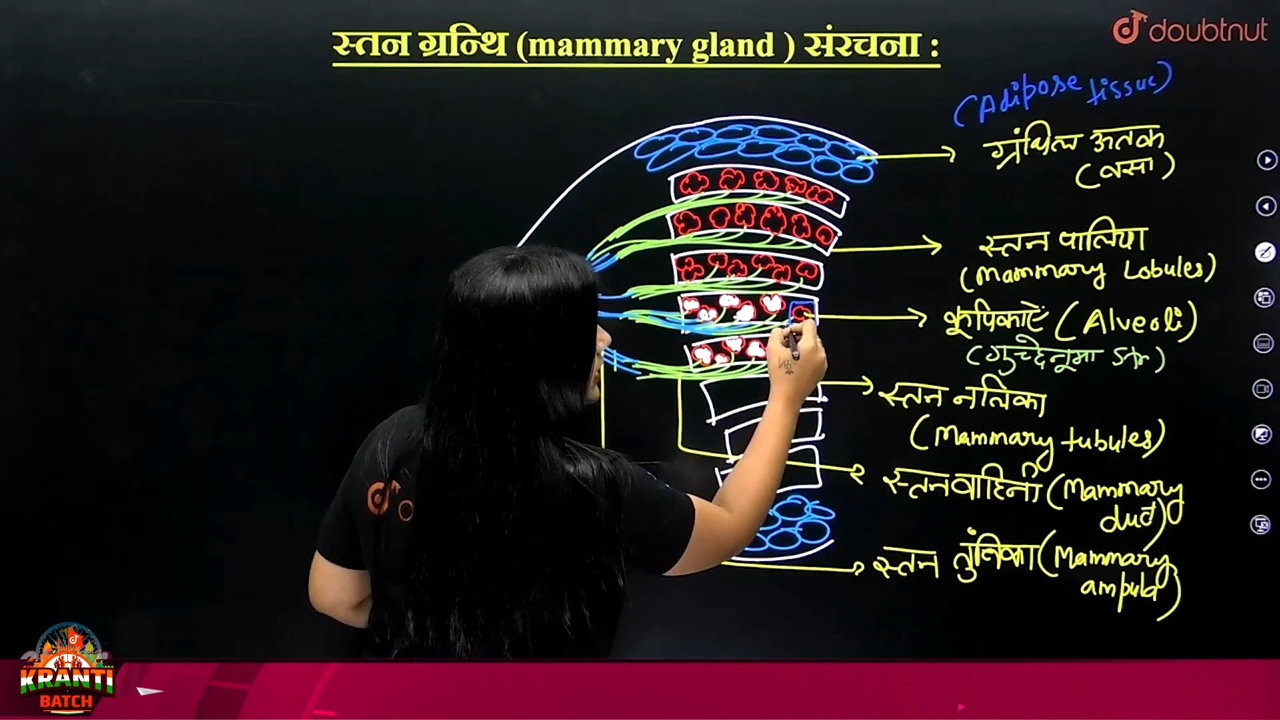 स्तन ग्रन्थि (mammary gland ) संरचना :
doubtnut
(Adipose tissue)
ग्रंथिल ऊतक
(वसा)
स्तन पालिया
(Mammary Lobules)
कूपिकाऐं (Alveoli)
(गुच्छेनुमा Str)
स्तन नलिका
(Mammary tubules)
स्तनवाहिनी (Mammary
duct)
स्तन तुंनिका (Mammary
ampula)
KRANTI
BATCH